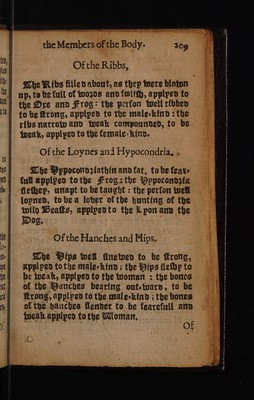 the Members of the Body. 209
Of the Ribbs,
The Ribs filled about, as they were blown
up, to be full of words and foolish, applyed to
the Oxe and Frog: the person well ribbed
to be strong, applyed to the male-kind: the
ribs narrow and weak compounded, to be
weak, applyed to the female-kind.
Of the Loynes and Hypocondria.
The Hypocondria thin and fat, to be fear-
full applyed to the Frog: the Hypocondria
fleshey, unapt to be taught: the person well
loyned, to be a lover of the hunting of the
wild Beasts, applyed to the Lyon and the
Dog.
Of the Hanches and Hips.
The Hips well sinewed to be strong,
applyed to the male-kind; the Hips fleshy to
be weak, applyed to the woman: the bones
of the Hanches bearing out-ward, to be
strong, applyed to the male-kind: the bones
of the hanches slender to be fearefull and
weak applyed to the Woman.
Of